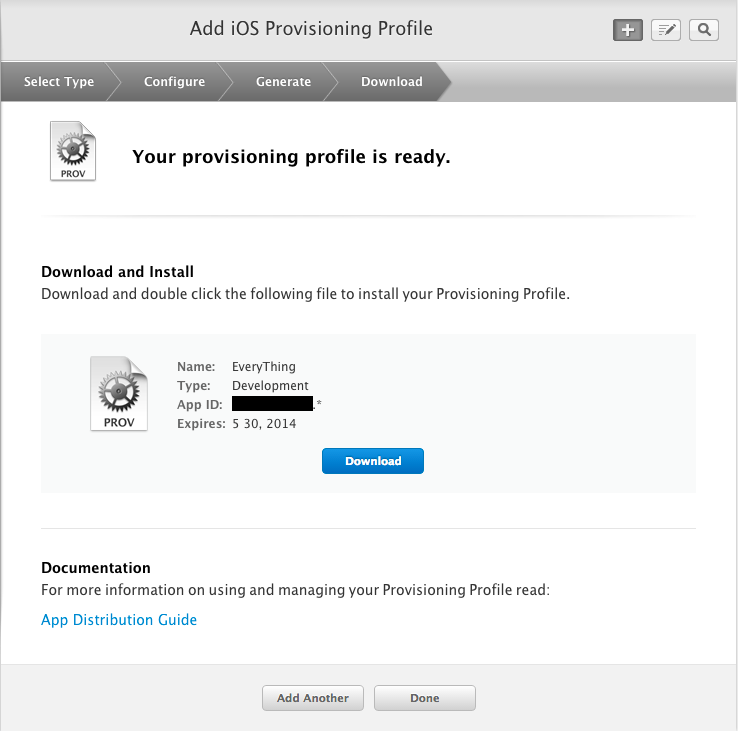 Add iOS Provisioning Profile
Select Type Configure Generate Download
PROV
Your provisioning profile is ready.
Download and Install
Download and double click the following file to install your Provisioning Profile.
PROV
Name: EveryThing
Type: Development
App ID: .*
Expires: 5 30, 2014
Download
Documentation
For more information on using and managing your Provisioning Profile read:
App Distribution Guide
Add Another Done